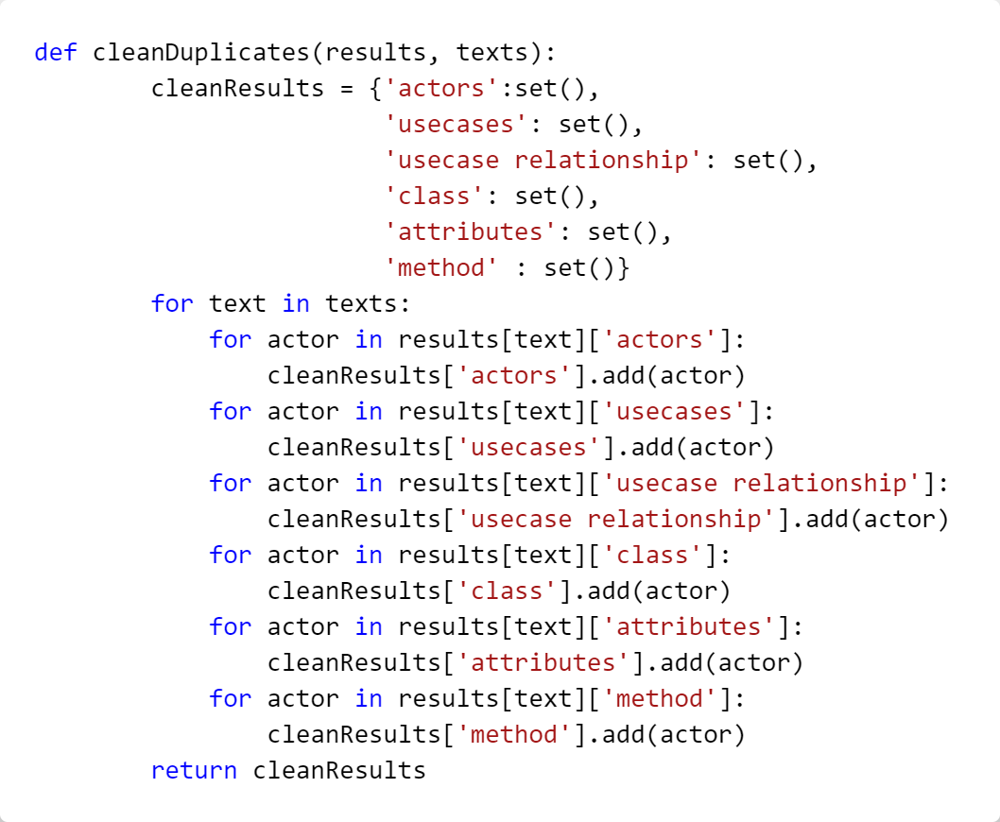 def cleanDuplicates(results, texts):
        cleanResults = {'actors':set(),
                        'usecases': set(),
                        'usecase relationship': set(),
                        'class': set(),
                        'attributes': set(),
                        'method' : set()}
        for text in texts:
            for actor in results[text]['actors']:
                cleanResults['actors'].add(actor)
            for actor in results[text]['usecases']:
                cleanResults['usecases'].add(actor)
            for actor in results[text]['usecase relationship']:
                cleanResults['usecase relationship'].add(actor)
            for actor in results[text]['class']:
                cleanResults['class'].add(actor)
            for actor in results[text]['attributes']:
                cleanResults['attributes'].add(actor)
            for actor in results[text]['method']:
                cleanResults['method'].add(actor)
        return cleanResults